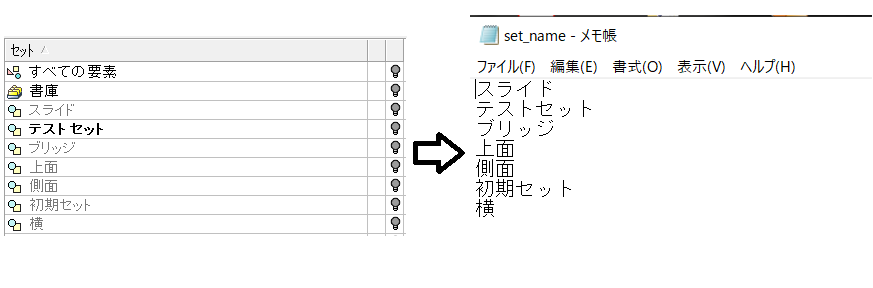 セット
すべての要素
書庫
スライド
テストセット
ブリッジ
上面
側面
初期セット
横
set_name - メモ帳
ファイル(F) 編集(E) 書式(O) 表示(V) ヘルプ(H)
スライド
テストセット
ブリッジ
上面
側面
初期セット
横